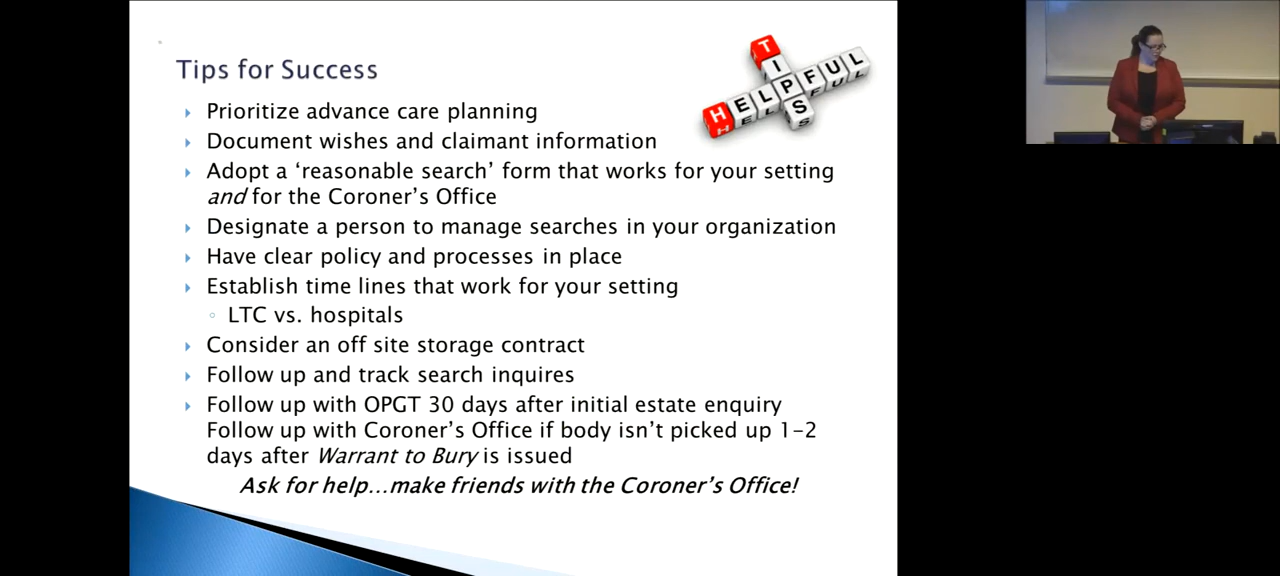 Tips for Success
HELPFUL
TIPS
Prioritize advance care planning
Document wishes and claimant information
Adopt a ‘reasonable search’ form that works for your setting
and for the Coroner’s Office
Designate a person to manage searches in your organization
Have clear policy and processes in place
Establish time lines that work for your setting
LTC vs. hospitals
Consider an off site storage contract
Follow up and track search inquires
Follow up with OPGT 30 days after initial estate enquiry
Follow up with Coroner’s Office if body isn’t picked up 1-2
days after Warrant to Bury is issued
Ask for help...make friends with the Coroner’s Office!